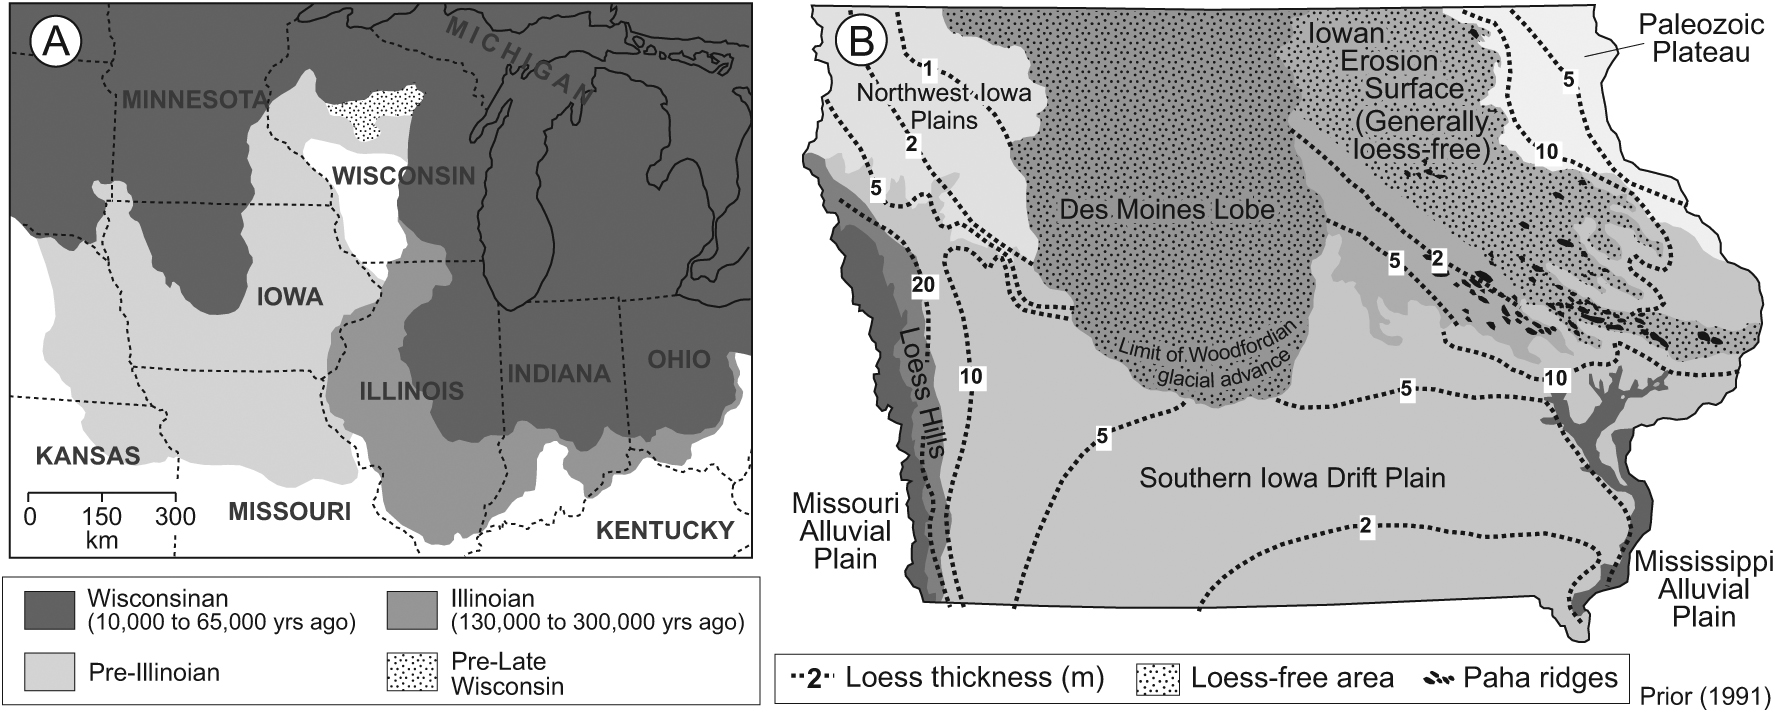 A
MICHIGAN
MINNESOTA
WISCONSIN
IOWA
ILLINOIS
INDIANA
OHIO
KANSAS
MISSOURI
KENTUCKY
0 150 300
km
Wisconsinan
(10,000 to 65,000 yrs ago)
Illinoian
(130,000 to 300,000 yrs ago)
Pre-Illinoian
Pre-Late
Wisconsin
B
Iowan
Erosion
Surface
(Generally
loess-free)
Paleozoic
Plateau
1
5
Northwest Iowa
Plains
2
10
5
Des Moines Lobe
5
2
20
Limit of Woodfordian
glacial advance
Loess Hills
10
10
5
5
Southern Iowa Drift Plain
Missouri
Alluvial
Plain
2
Mississippi
Alluvial
Plain
2 Loess thickness (m)
Loess-free area
Paha ridges
Prior (1991)